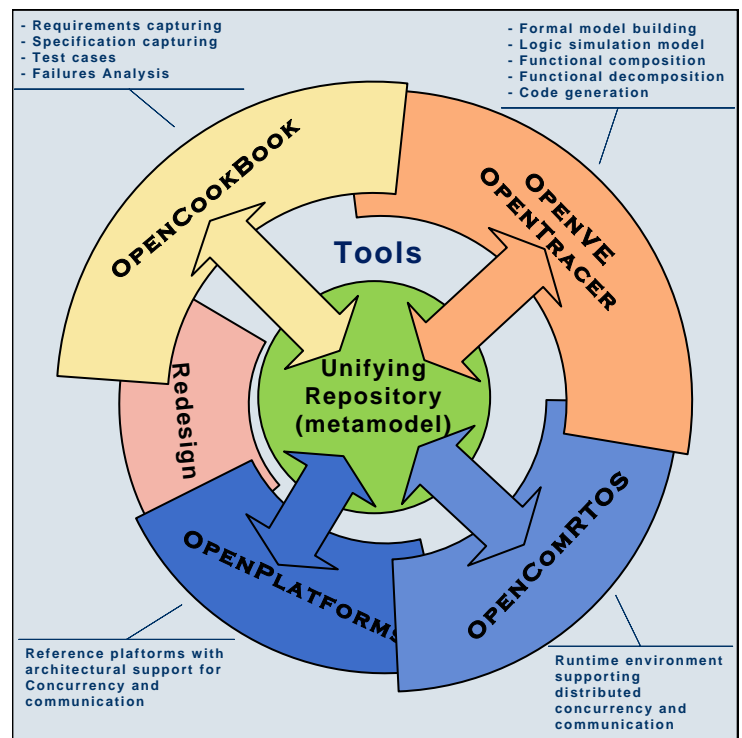 - Requirements capturing
- Specification capturing
- Test cases
- Failures Analysis
- Formal model building
- Logic simulation model
- Functional composition
- Functional decomposition
- Code generation
OpenCookBook
OpenVE
OpenTracer
Tools
Unifying
Repository
(metamodel)
Redesign
OpenPlatforms
OpenComRTOS
Reference plaftorms with
architectural support for
Concurrency and
communication
Runtime environment
supporting
distributed
concurrency and
communication